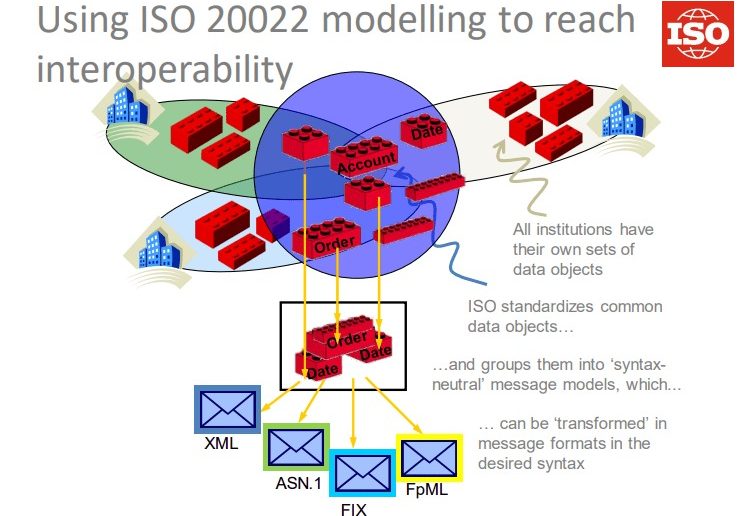 Using ISO 20022 modelling to reach
interoperability
ISO
Date
Account
Order
All institutions have
their own sets of
data objects
ISO standardizes common
data objects…
Order
Date
Date
…and groups them into ‘syntax-
neutral’ message models, which...
… can be ‘transformed’ in
message formats in the
desired syntax
XML
ASN.1
FIX
FpML